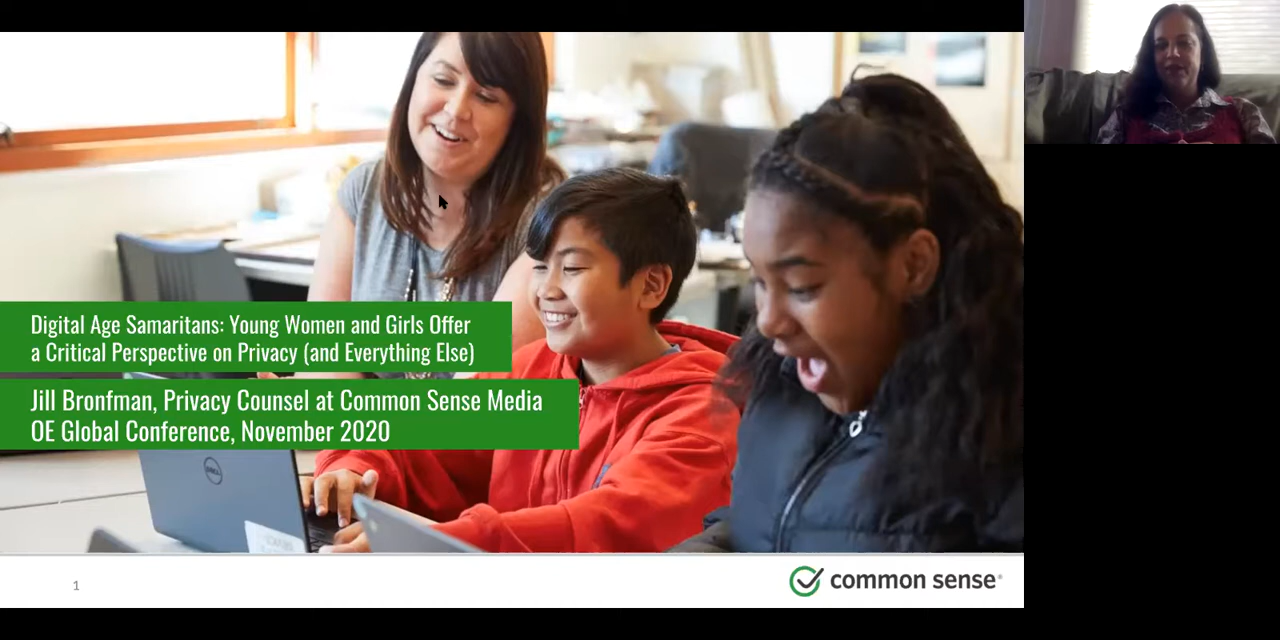 Digital Age Samaritans: Young Women and Girls Offer
a Critical Perspective on Privacy (and Everything Else)
Jill Bronfman, Privacy Counsel at Common Sense Media
OE Global Conference, November 2020
DELL
1
common sense®